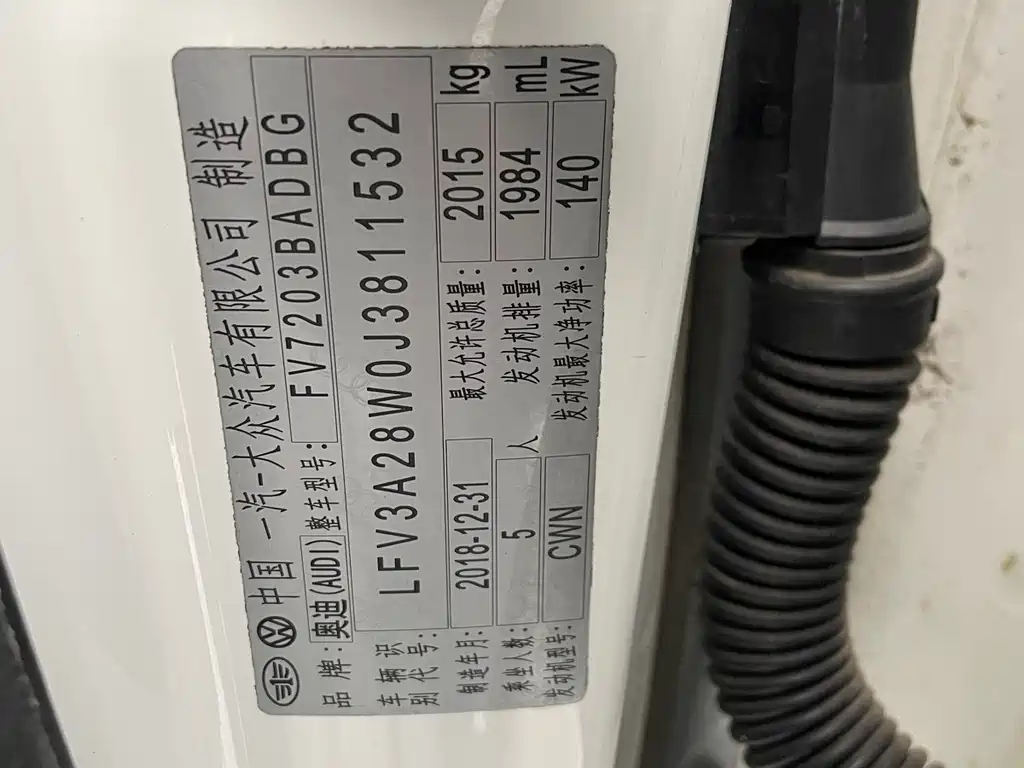 中国 一汽-大众汽车有限公司 制造
品 牌: 奥迪(AUDI) 整车型号: FV7203BADBG
车辆识别代号: LFV3A28W0J3811532
制造年月: 2018-12-31 最大允许总质量: 2015 kg
乘坐人数: 5 人 发动机排量: 1984 mL
发动机型号: CWN 发动机最大净功率: 140 kW